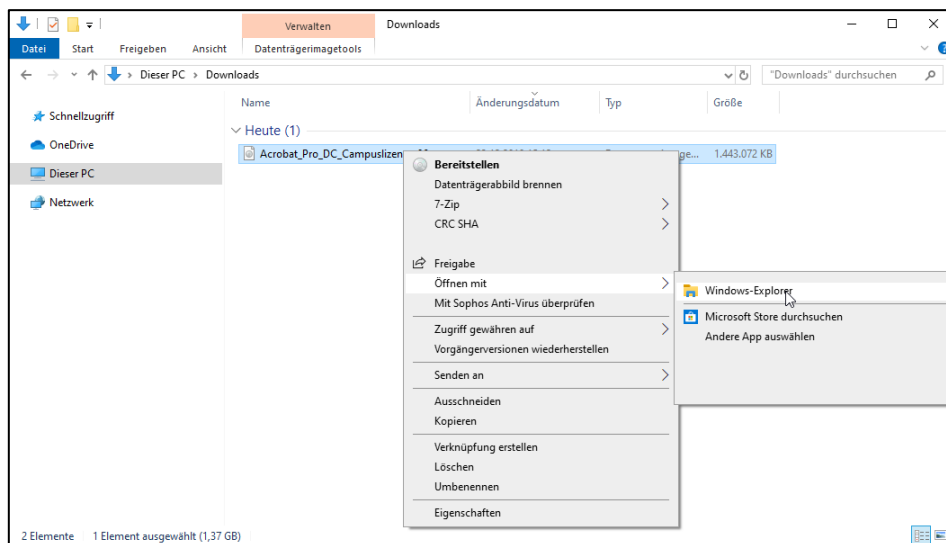 Verwalten
Downloads
Datei Start Freigeben Ansicht Datenträgerimagetools
Dieser PC > Downloads
"Downloads" durchsuchen
Name Änderungsdatum Typ Größe
Schnellzugriff
OneDrive
Dieser PC
Netzwerk
Heute (1)
Acrobat_Pro_DC_Campuslizen 1.443.072 KB
Bereitstellen
Datenträgerabbild brennen
7-Zip
CRC SHA
Freigabe
Öffnen mit
Mit Sophos Anti-Virus überprüfen
Zugriff gewähren auf
Vorgängerversionen wiederherstellen
Senden an
Ausschneiden
Kopieren
Verknüpfung erstellen
Löschen
Umbenennen
Eigenschaften
Windows-Explorer
Microsoft Store durchsuchen
Andere App auswählen
2 Elemente 1 Element ausgewählt (1,37 GB)